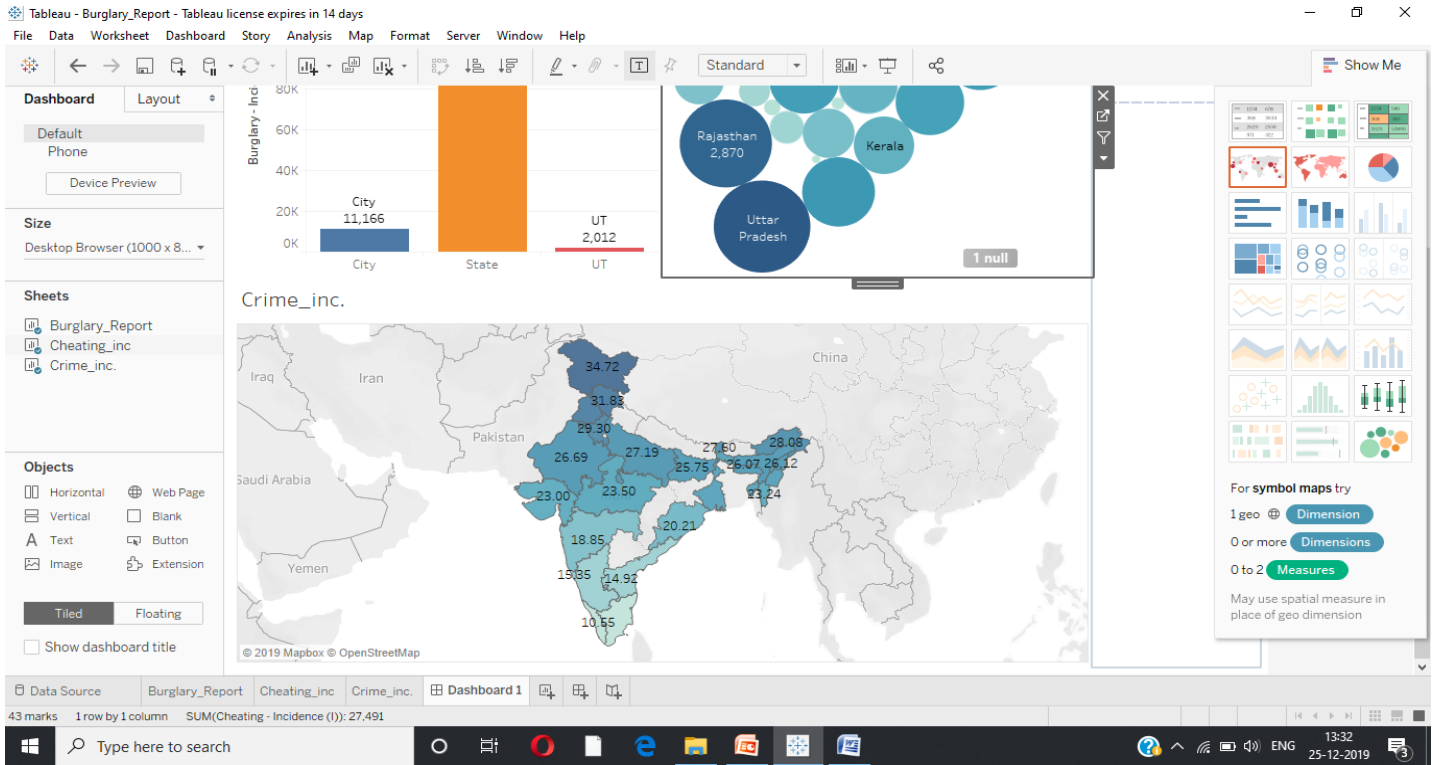 Tableau - Burglary_Report - Tableau license expires in 14 days
File Data Worksheet Dashboard Story Analysis Map Format Server Window Help
Standard
Show Me
Dashboard Layout
Default
Phone
Device Preview
Size
Desktop Browser (1000 x 8...
Sheets
Burglary_Report
Cheating_inc
Crime_inc.
Objects
Horizontal Web Page
Vertical Blank
Text Button
Image Extension
Tiled Floating
Show dashboard title
Burglary - Inci
80K
60K
40K
20K
0K
City
11,166
UT
2,012
City State UT
Rajasthan
2,870
Kerala
Uttar
Pradesh
1 null
Crime_inc.
Iraq
Iran
Pakistan
China
Saudi Arabia
Yemen
34.72
31.83
29.30
26.69
27.19
27.60
28.08
25.75
26.07
26.12
23.00
23.50
23.24
20.21
18.85
15.35
14.92
10.55
© 2019 Mapbox © OpenStreetMap
For symbol maps try
1 geo Dimension
0 or more Dimensions
0 to 2 Measures
May use spatial measure in
place of geo dimension
Data Source Burglary_Report Cheating_inc Crime_inc. Dashboard 1
43 marks 1 row by 1 column SUM(Cheating - Incidence (I)): 27,491
Type here to search
ENG
13:32
25-12-2019
3